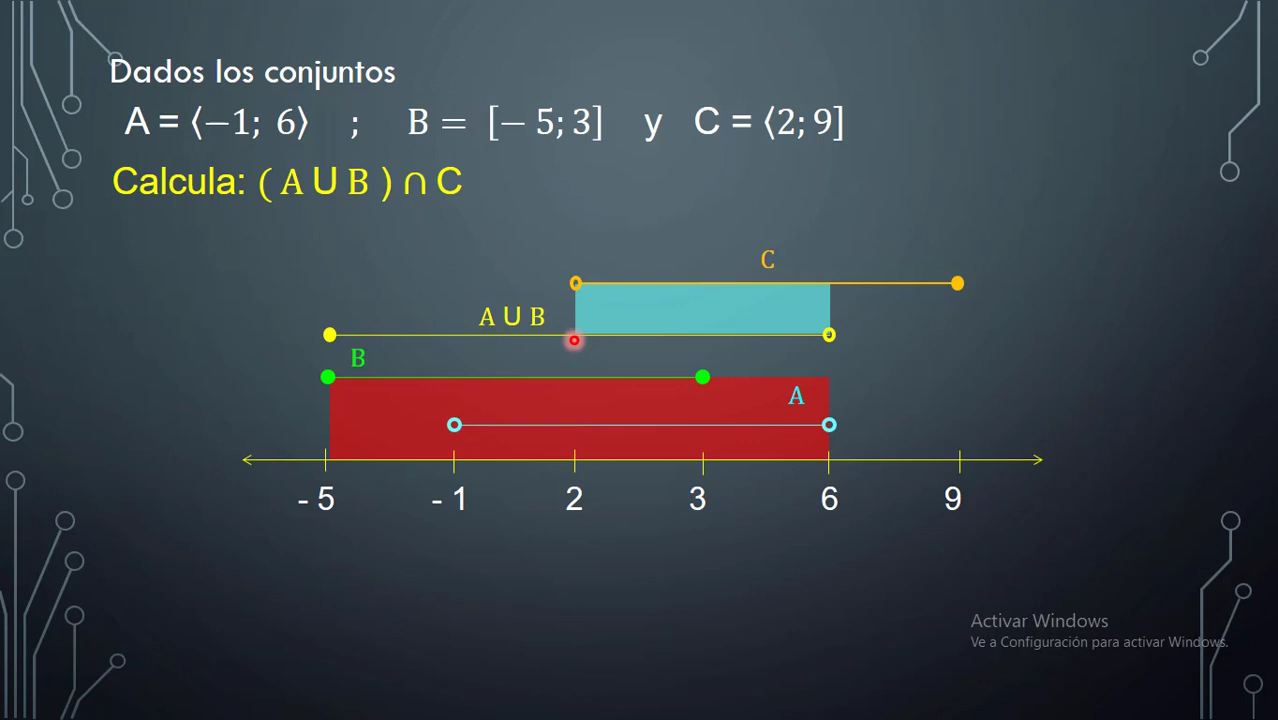 Dados los conjuntos
A = ⟨−1; 6⟩ ; B = [− 5; 3] y C = ⟨2; 9]
Calcula: ( A U B ) ∩ C
C
A U B
B
A
- 5 - 1 2 3 6 9
Activar Windows
Ve a Configuración para activar Windows.